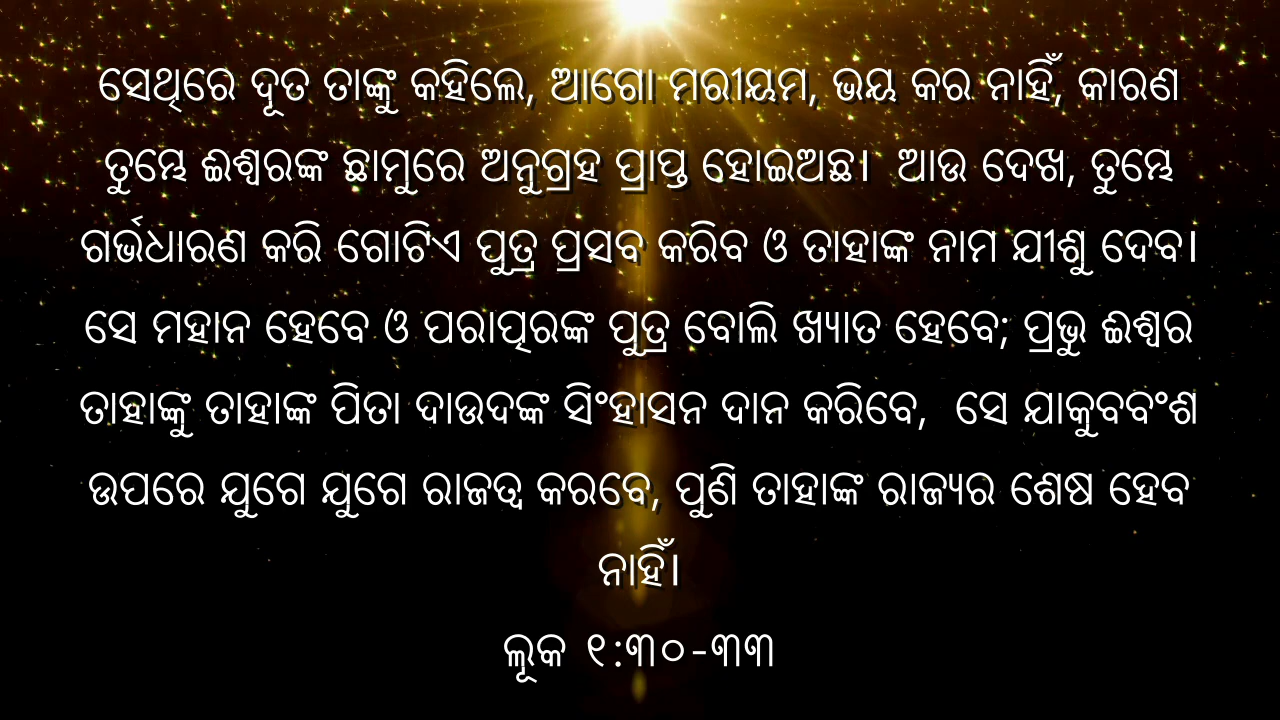 ସେଥିରେ ଦୂତ ତାଙ୍କୁ କହିଲେ, ଆଗୋ ମରୀୟମ, ଭୟ କର ନାହିଁ, କାରଣ
ତୁମ୍ଭେ ଈଶ୍ୱରଙ୍କ ଛାମୁରେ ଅନୁଗ୍ରହ ପ୍ରାପ୍ତ ହୋଇଅଛ। ଆଉ ଦେଖ, ତୁମ୍ଭେ
ଗର୍ଭଧାରଣ କରି ଗୋଟିଏ ପୁତ୍ର ପ୍ରସବ କରିବ ଓ ତାହାଙ୍କ ନାମ ଯୀଶୁ ଦେବ।
ସେ ମହାନ ହେବେ ଓ ପରାତ୍ପରଙ୍କ ପୁତ୍ର ବୋଲି ଖ୍ୟାତ ହେବେ; ପ୍ରଭୁ ଈଶ୍ୱର
ତାହାଙ୍କୁ ତାହାଙ୍କ ପିତା ଦାଉଦଙ୍କ ସିଂହାସନ ଦାନ କରିବେ, ସେ ଯାକୁବବଂଶ
ଉପରେ ଯୁଗେ ଯୁଗେ ରାଜତ୍ୱ କରବେ, ପୁଣି ତାହାଙ୍କ ରାଜ୍ୟର ଶେଷ ହେବ
ନାହିଁ।
ଲୂକ ୧:୩୦-୩୩